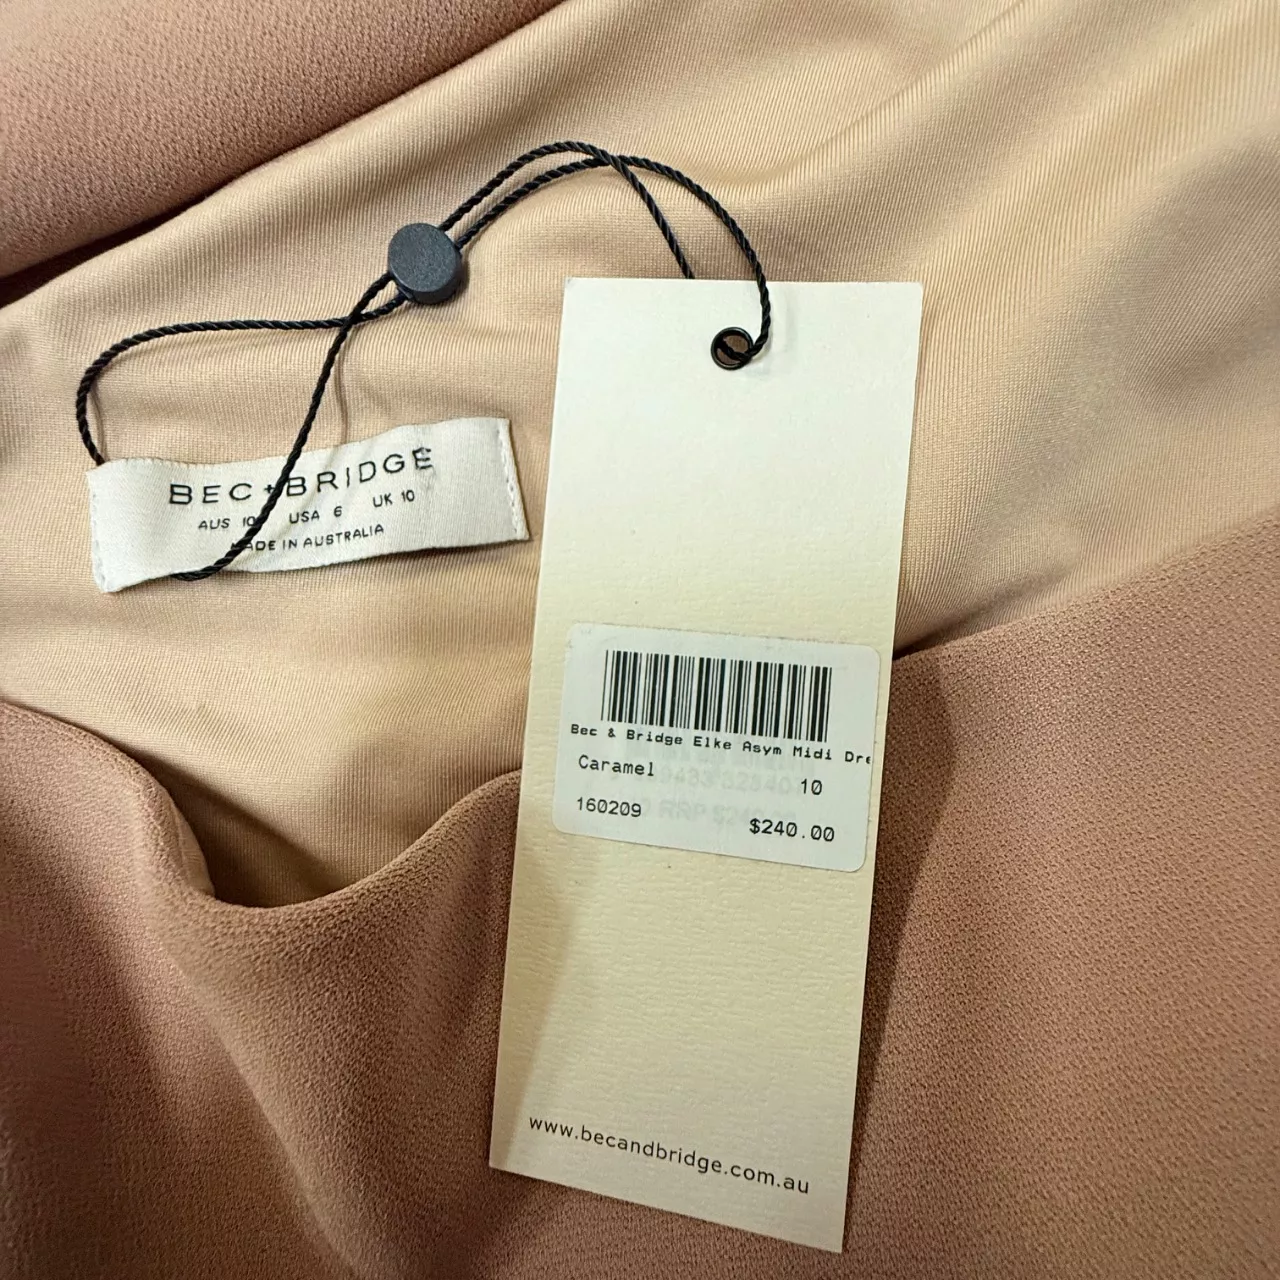 BEC+BRIDGE
AUS 10 USA 6 UK 10
MADE IN AUSTRALIA
Bec & Bridge Elke Asym Midi Dre
Caramel 10
160209 $240.00
www.becandbridge.com.au